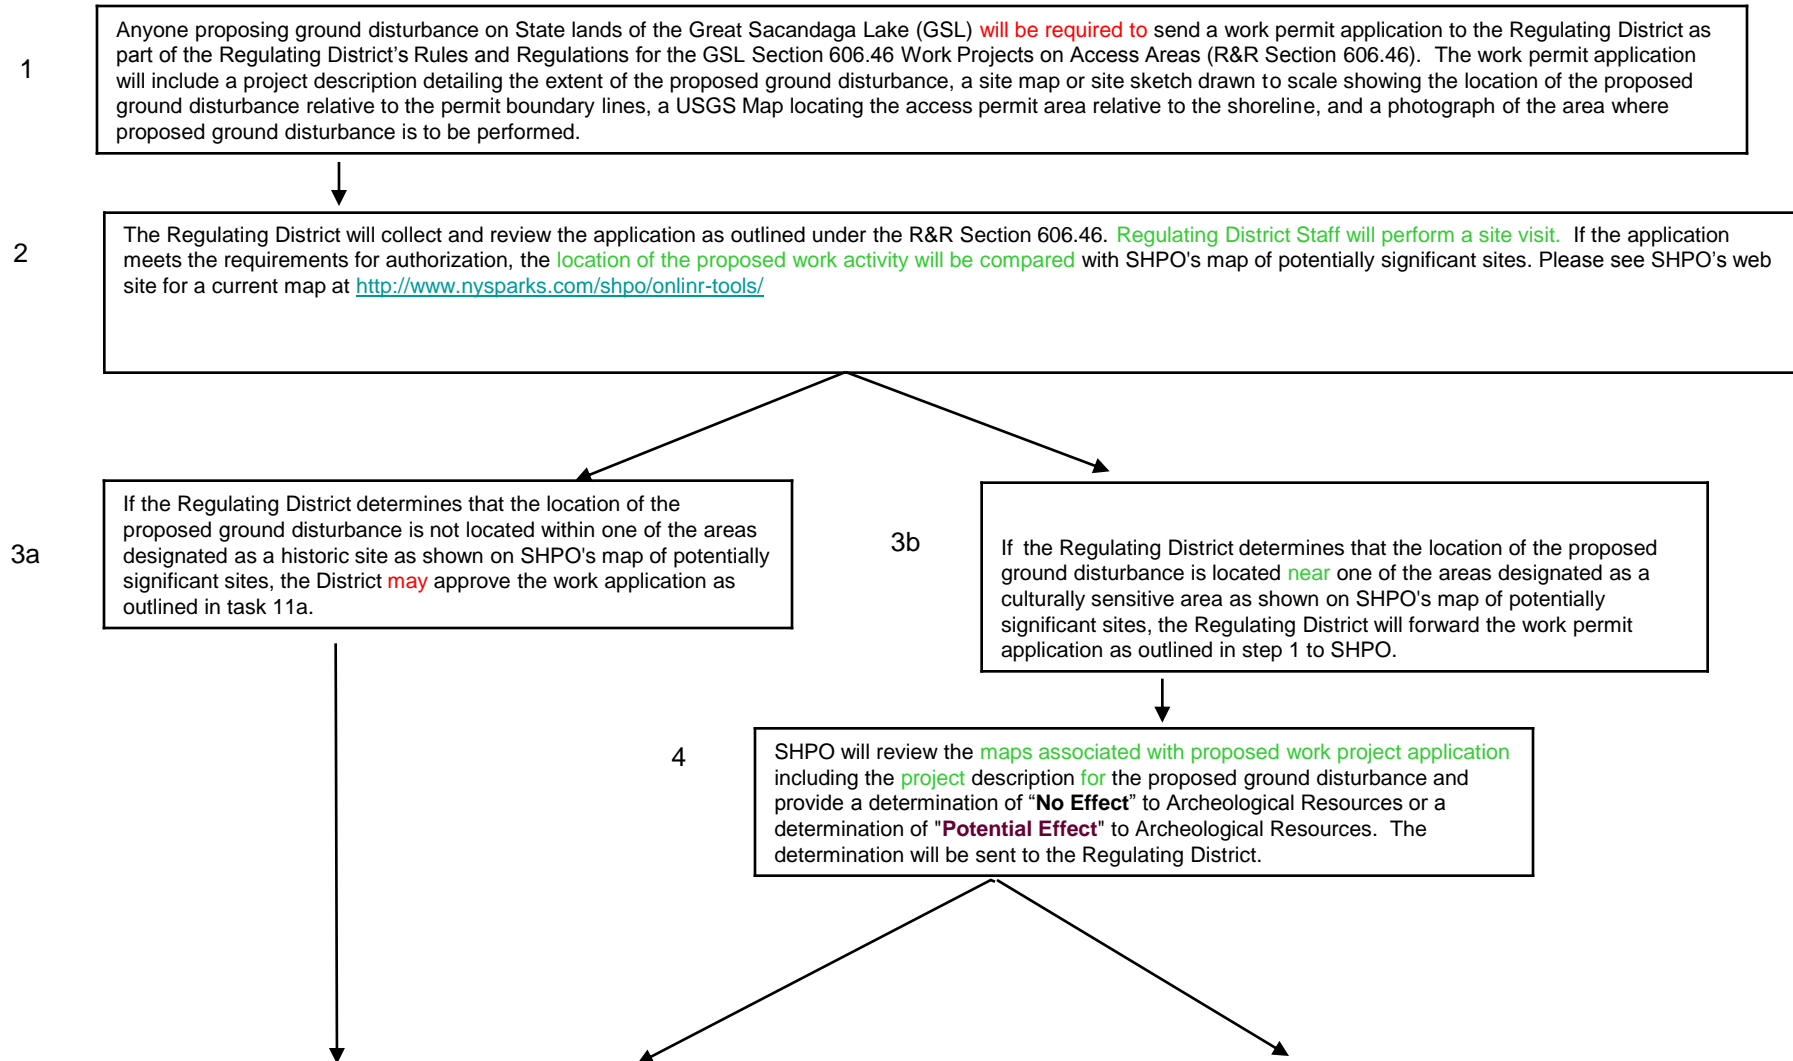 1
Anyone proposing ground disturbance on State lands of the Great Sacandaga Lake (GSL) will be required to send a work permit application to the Regulating District as
part of the Regulating District's Rules and Regulations for the GSL Section 606.46 Work Projects on Access Areas (R&R Section 606.46).  The work permit application
will include a project description detailing the extent of the proposed ground disturbance, a site map or site sketch drawn to scale showing the location of the proposed
ground disturbance relative to the permit boundary lines, a USGS Map locating the access permit area relative to the shoreline, and a photograph of the area where
proposed ground disturbance is to be performed.
2
The Regulating District will collect and review the application as outlined under the R&R Section 606.46.  Regulating District Staff will perform a site visit.  If the application
meets the requirements for authorization, the location of the proposed work activity will be compared with SHPO's map of potentially significant sites. Please see SHPO's web
site for a current map at http://www.nysparks.com/shpo/onlinr-tools/
3a
If the Regulating District determines that the location of the
proposed ground disturbance is not located within one of the areas
designated as a historic site as shown on SHPO's map of potentially
significant sites, the District may approve the work application as
outlined in task 11a.
3b
If the Regulating District determines that the location of the proposed
ground disturbance is located near one of the areas designated as a
culturally sensitive area as shown on SHPO's map of potentially
significant sites, the Regulating District will forward the work permit
application as outlined in step 1 to SHPO.
4
SHPO will review the maps associated with proposed work project application
including the project description for the proposed ground disturbance and
provide a determination of “No Effect” to Archeological Resources or a
determination of "Potential Effect" to Archeological Resources.  The
determination will be sent to the Regulating District.